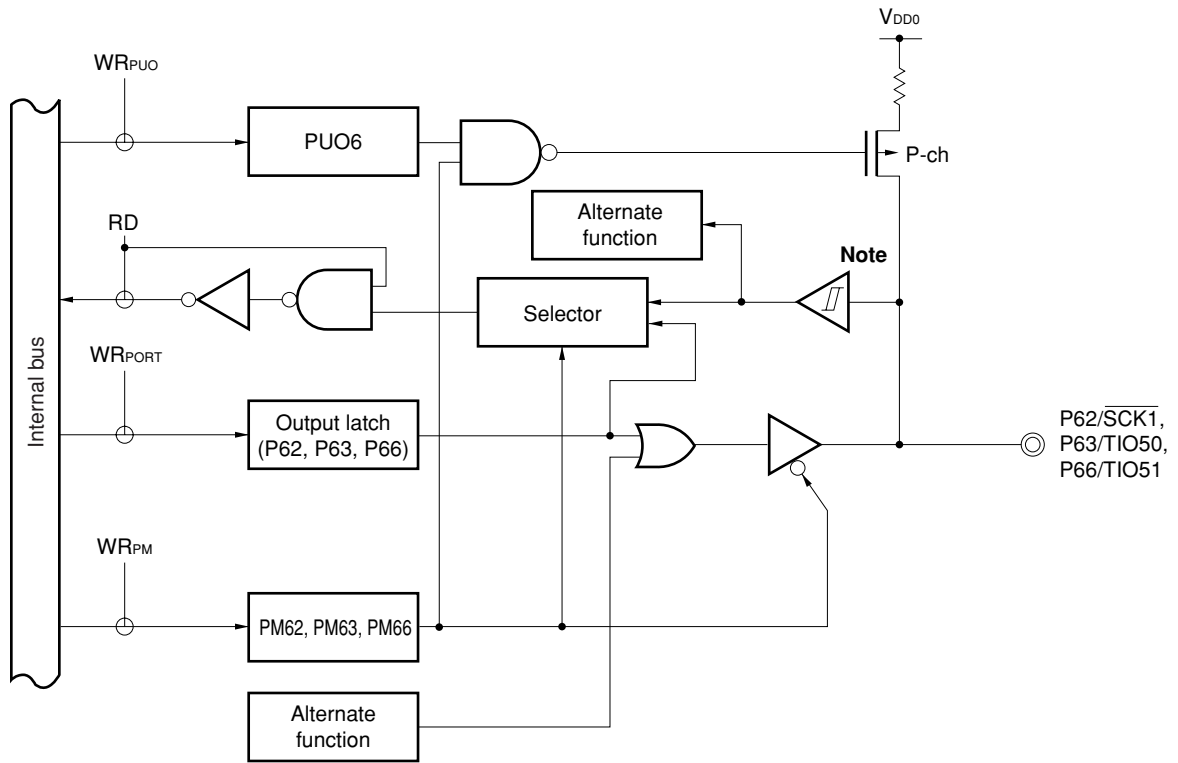 VDD0
WRPUO
PUO6
P-ch
Alternate
function
RD
Note
Selector
Internal bus
WRPORT
Output latch
(P62, P63, P66)
P62/SCK1,
P63/TIO50,
P66/TIO51
WRPM
PM62, PM63, PM66
Alternate
function